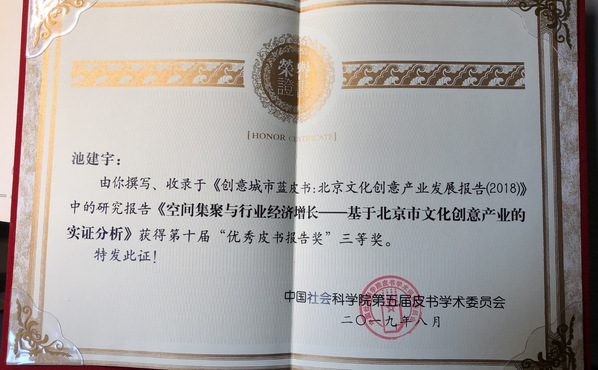 榮譽
證書
[HONOR CERTIFICATE]
池建宇：
由你撰写、收录于《创意城市蓝皮书:北京文化创意产业发展报告(2018)》
中的研究报告《空间集聚与行业经济增长——基于北京市文化创意产业的
实证分析》获得第十届“优秀皮书报告奖”三等奖。
特发此证！
中国社会科学院第五届皮书学术委员会
二〇一九年八月